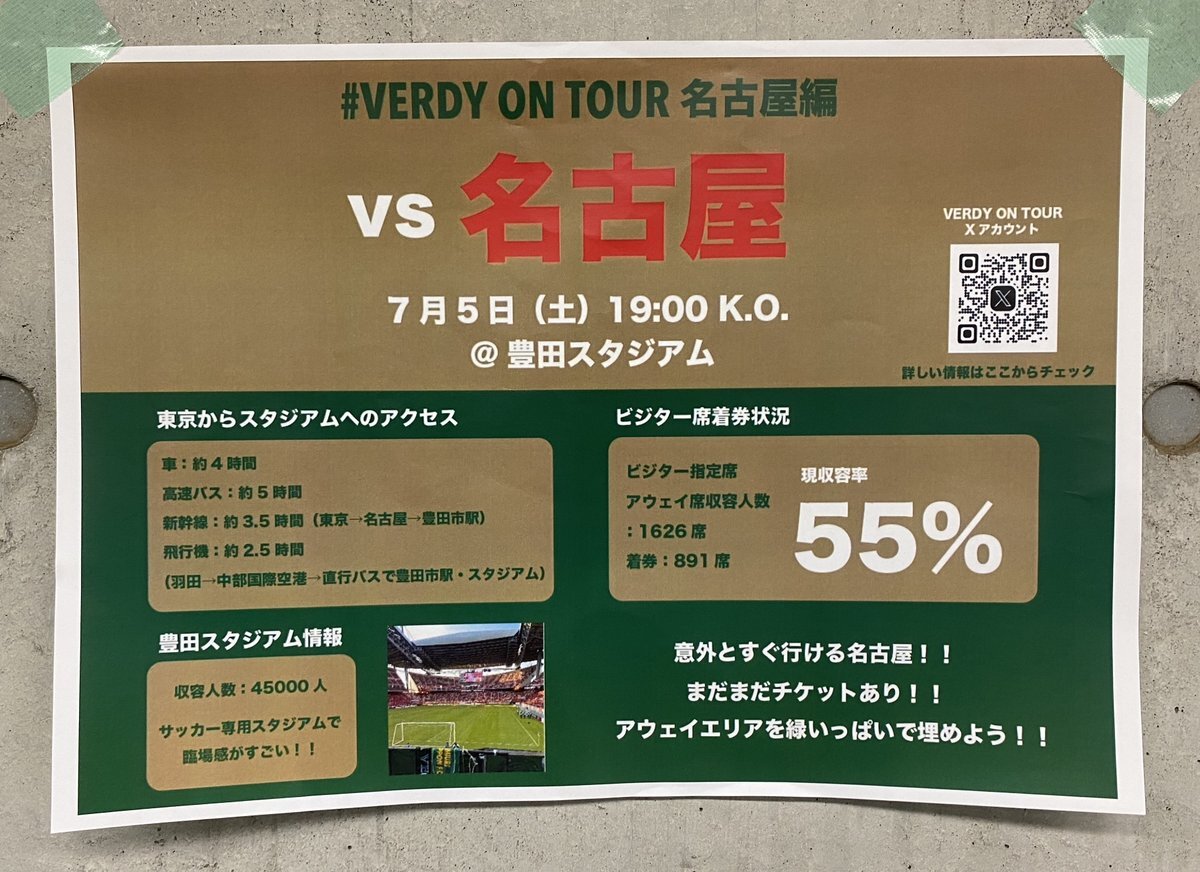 #VERDY ON TOUR 名古屋編
vs 名古屋
7月5日（土）19:00 K.O.
@ 豊田スタジアム
VERDY ON TOUR
X アカウント
詳しい情報はここからチェック
東京からスタジアムへのアクセス
車：約4時間
高速バス：約5時間
新幹線：約3.5時間（東京→名古屋→豊田市駅）
飛行機：約2.5時間
（羽田→中部国際空港→直行バスで豊田市駅・スタジアム）
ビジター席着券状況
ビジター指定席
アウェイ席収容人数
：1626席
着券：891席
現収容率
55%
豊田スタジアム情報
収容人数：45000人
サッカー専用スタジアムで
臨場感がすごい！！
意外とすぐ行ける名古屋！！
まだまだチケットあり！！
アウェイエリアを緑いっぱいで埋めよう！！